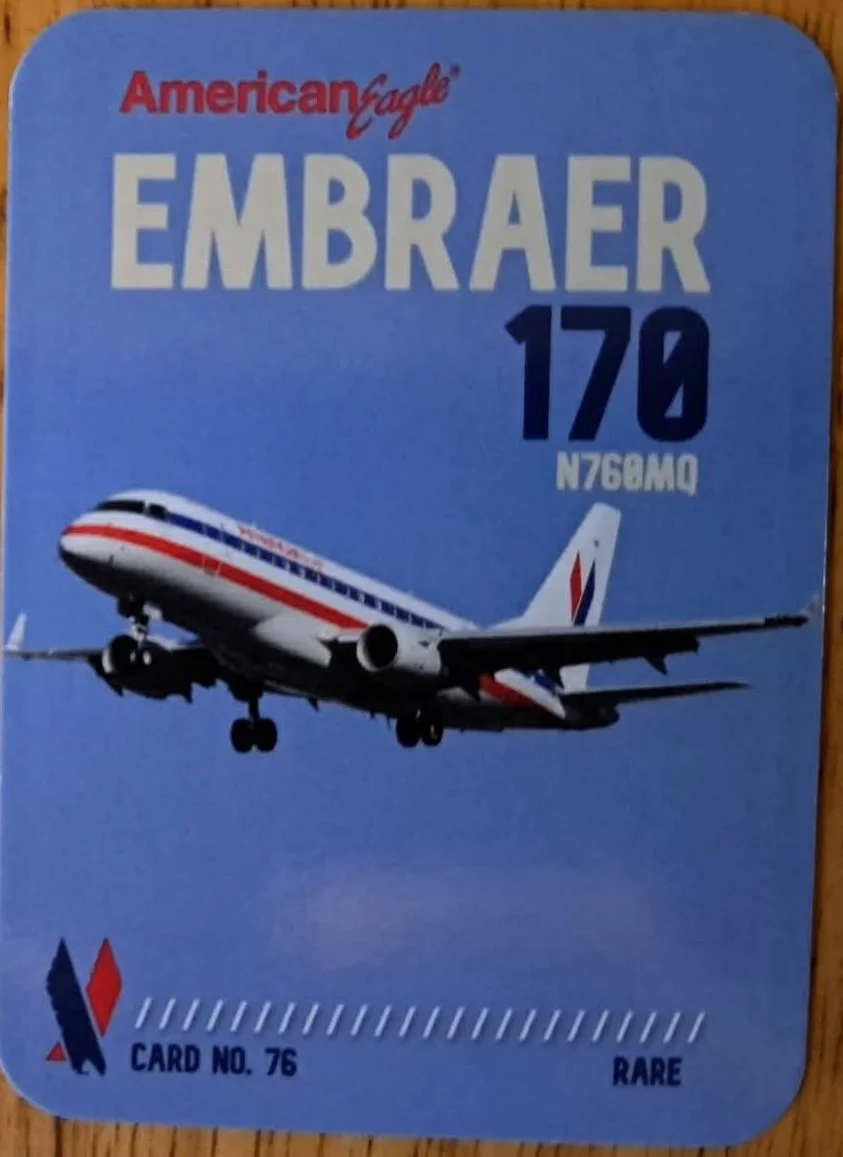 AmericanEagle®
EMBRAER
170
N760MQ
CARD NO. 76
RARE